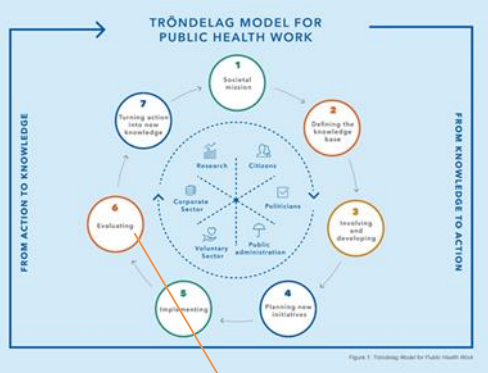 TRÖNDELAG MODEL FOR
PUBLIC HEALTH WORK
1
Societal
mission
2
Defining the
knowledge
base
3
Involving
and
developing
4
Planning new
initiatives
5
Implementing
6
Evaluating
7
Turning action
into new
knowledge
Research
Citizens
Corporate
Sector
Politicians
Voluntary
Sector
Public
administration
FROM ACTION TO KNOWLEDGE
FROM KNOWLEDGE TO ACTION
Figure 1: Tröndelag Model for Public Health Work